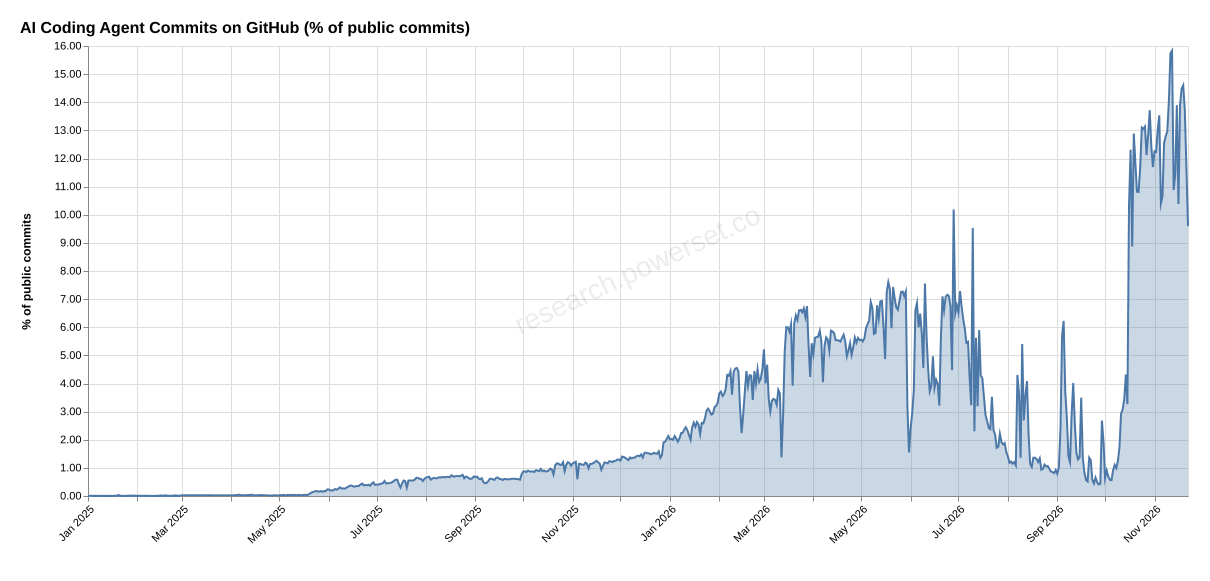 AI Coding Agent Commits on GitHub (% of public commits)
16.00
15.00
14.00
13.00
12.00
11.00
10.00
9.00
8.00
7.00
6.00
5.00
4.00
3.00
2.00
1.00
0.00
% of public commits
research.powerset.co
Jan 2025
Mar 2025
May 2025
Jul 2025
Sep 2025
Nov 2025
Jan 2026
Mar 2026
May 2026
Jul 2026
Sep 2026
Nov 2026